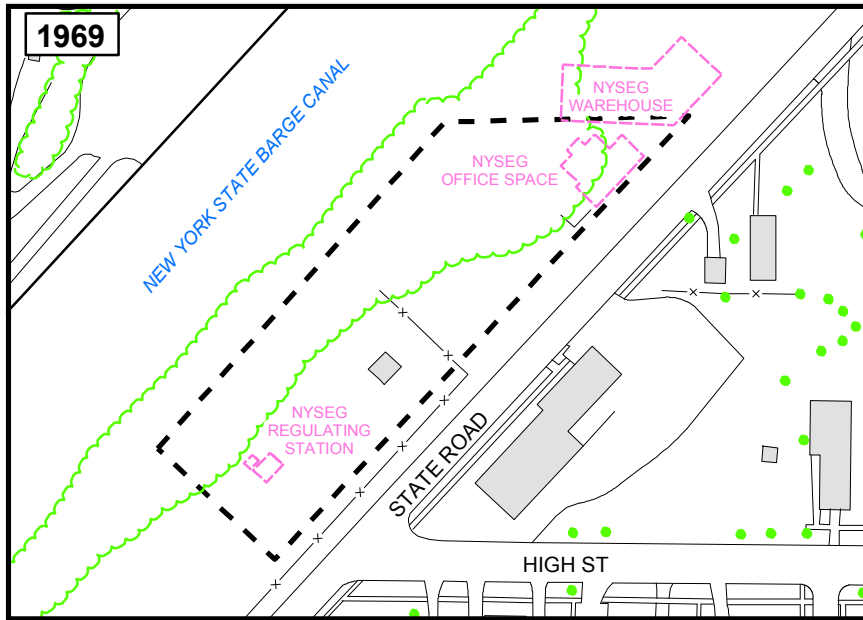 1969
NYSEG
WAREHOUSE
NEW YORK STATE BARGE CANAL
NYSEG
OFFICE SPACE
NYSEG
REGULATING
STATION
STATE ROAD
HIGH ST